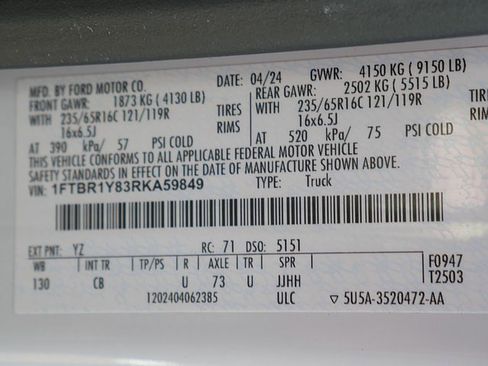 MFD. BY FORD MOTOR CO. DATE: 04/24 GVWR: 4150 KG ( 9150 LB)
FRONT GAWR: 1873 KG ( 4130 LB) REAR GAWR: 2502 KG ( 5515 LB)
WITH 235/65R16C 121/119R TIRES WITH 235/65R16C 121/119R TIRES
16x6.5J RIMS 16x6.5J RIMS
AT 390 kPa/ 57 PSI COLD AT 520 kPa/ 75 PSI COLD
THIS VEHICLE CONFORMS TO ALL APPLICABLE FEDERAL MOTOR VEHICLE
SAFETY STANDARDS IN EFFECT ON THE DATE OF MANUFACTURE SHOWN ABOVE.
VIN: 1FTBR1Y83RKA59849 TYPE: Truck
EXT PNT: YZ RC: 71 DSO: 5151
WB INT TR TP/PS R AXLE TR SPR F0947
130 CB U 73 U JJHH T2503
1202404062385 ULC ▽ 5U5A-3520472-AA